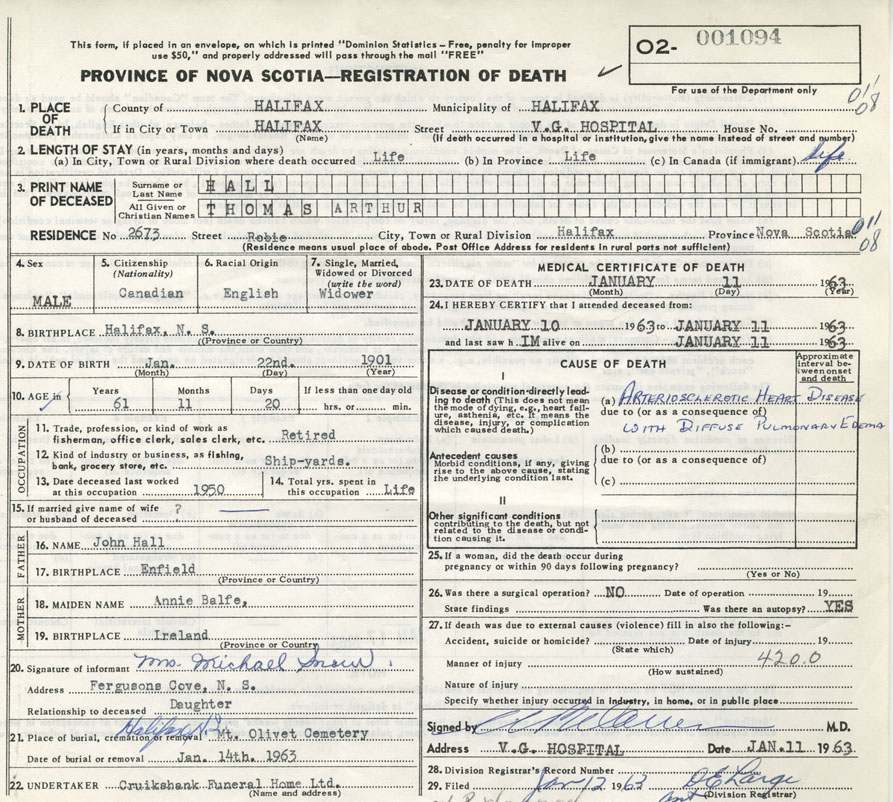 This form, if placed in an envelope, on which is printed "Dominion Statistics - Free, penalty for improper
use $50," and properly addressed will pass through the mail "FREE"
O2- 001094
PROVINCE OF NOVA SCOTIA—REGISTRATION OF DEATH
For use of the Department only
1. PLACE OF DEATH
County of HALIFAX Municipality of HALIFAX
If in City or Town HALIFAX Street V.G. HOSPITAL House No.
(Name) (If death occurred in a hospital or institution, give the name instead of street and number)
2. LENGTH OF STAY (in years, months and days)
(a) In City, Town or Rural Division where death occurred Life (b) In Province Life (c) In Canada (if immigrant) Life
3. PRINT NAME OF DECEASED
Surname or Last Name HALL
All Given or Christian Names THOMAS ARTHUR
RESIDENCE No 2673 Street Robie City, Town or Rural Division Halifax Province Nova Scotia
(Residence means usual place of abode. Post Office Address for residents in rural parts not sufficient)
4. Sex MALE
5. Citizenship (Nationality) Canadian
6. Racial Origin English
7. Single, Married, Widowed or Divorced (write the word) Widower
8. BIRTHPLACE Halifax, N. S.
(Province or Country)
9. DATE OF BIRTH Jan. 22nd. 1901
(Month) (Day) (Year)
10. AGE in Years 61 Months 11 Days 20 If less than one day old hrs. or min.
OCCUPATION
11. Trade, profession, or kind of work as
fisherman, office clerk, sales clerk, etc. Retired
12. Kind of industry or business, as fishing,
bank, grocery store, etc. Ship-yards.
13. Date deceased last worked at this occupation 1950
14. Total yrs. spent in this occupation Life
15. If married give name of wife
or husband of deceased ?
FATHER
16. NAME John Hall
17. BIRTHPLACE Enfield
(Province or Country)
MOTHER
18. MAIDEN NAME Annie Balfe,
19. BIRTHPLACE Ireland
(Province or Country)
20. Signature of informant Mrs. Michael Snow
Address Fergusons Cove, N. S.
Relationship to deceased Daughter
Halifax N.S.
21. Place of burial, cremation or removal Mt. Olivet Cemetery
Date of burial or removal Jan. 14th. 1963
22. UNDERTAKER Cruikshank Funeral Home Ltd.
(Name and address)
MEDICAL CERTIFICATE OF DEATH
23. DATE OF DEATH JANUARY 11 1963
(Month) (Day) (Year)
24. I HEREBY CERTIFY that I attended deceased from:
JANUARY 10 1963 to JANUARY 11 1963
and last saw h IM alive on JANUARY 11 1963
CAUSE OF DEATH
Approximate interval between onset and death
I
Disease or condition directly leading
to death (This does not mean
the mode of dying, e.g., heart failure,
asthenia, etc. It means the
disease, injury, or complication
which caused death.)
(a) ARTERIOSCLEROTIC HEART DISEASE
due to (or as a consequence of)
WITH DIFFUSE PULMONARY EDEMA
Antecedent causes
Morbid conditions, if any, giving
rise to the above cause, stating
the underlying condition last.
(b)
due to (or as a consequence of)
(c)
II
Other significant conditions
contributing to the death, but not
related to the disease or condition
causing it.
25. If a woman, did the death occur during
pregnancy or within 90 days following pregnancy?
(Yes or No)
26. Was there a surgical operation? NO Date of operation 19
State findings Was there an autopsy? YES
27. If death was due to external causes (violence) fill in also the following:-
Accident, suicide or homicide? Date of injury 19
(State which)
Manner of injury 420.0
(How sustained)
Nature of injury
Specify whether injury occurred in industry, in home, or in public place
Signed by M.D.
Address V.G. HOSPITAL Date JAN.11 1963
28. Division Registrar's Record Number
29. Filed Jan 12 1963
(Division Registrar)